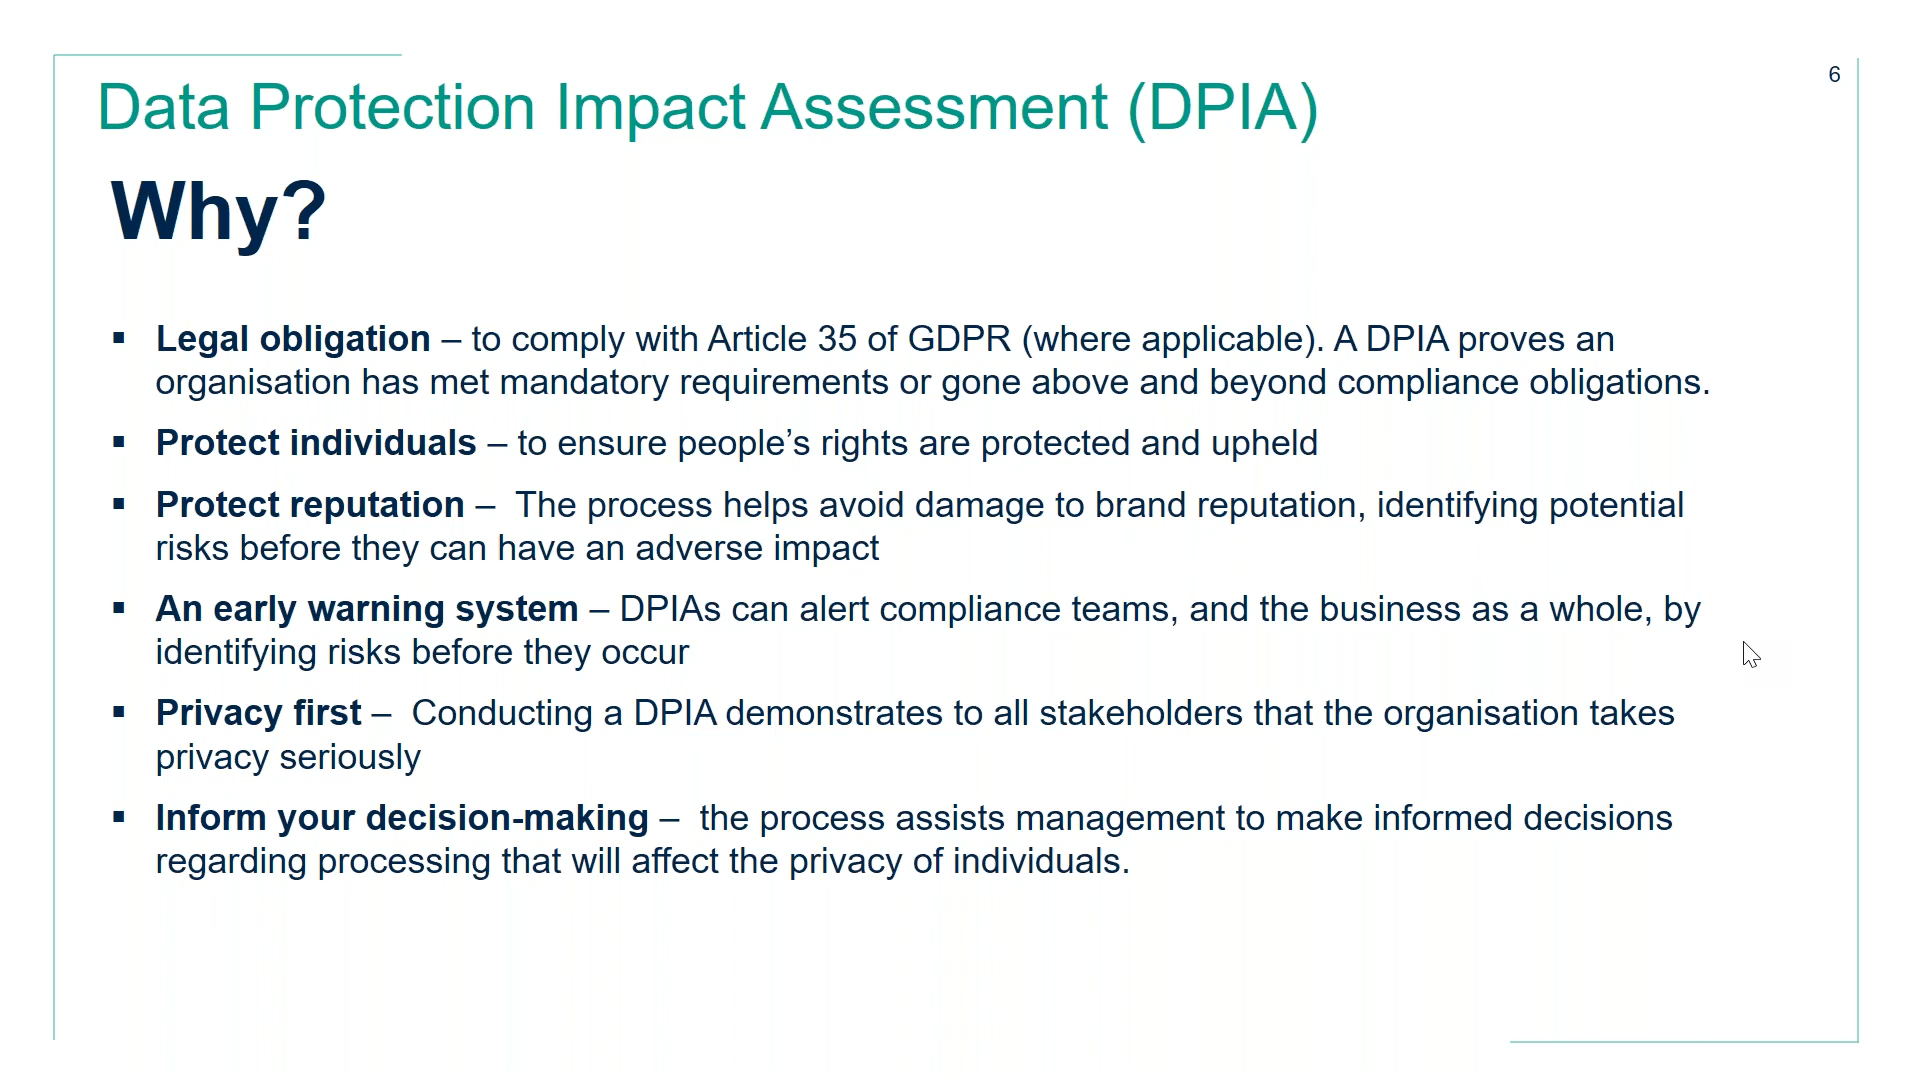 6
Data Protection Impact Assessment (DPIA)
Why?
▪ Legal obligation – to comply with Article 35 of GDPR (where applicable). A DPIA proves an
organisation has met mandatory requirements or gone above and beyond compliance obligations.
▪ Protect individuals – to ensure people’s rights are protected and upheld
▪ Protect reputation – The process helps avoid damage to brand reputation, identifying potential
risks before they can have an adverse impact
▪ An early warning system – DPIAs can alert compliance teams, and the business as a whole, by
identifying risks before they occur
▪ Privacy first – Conducting a DPIA demonstrates to all stakeholders that the organisation takes
privacy seriously
▪ Inform your decision-making – the process assists management to make informed decisions
regarding processing that will affect the privacy of individuals.